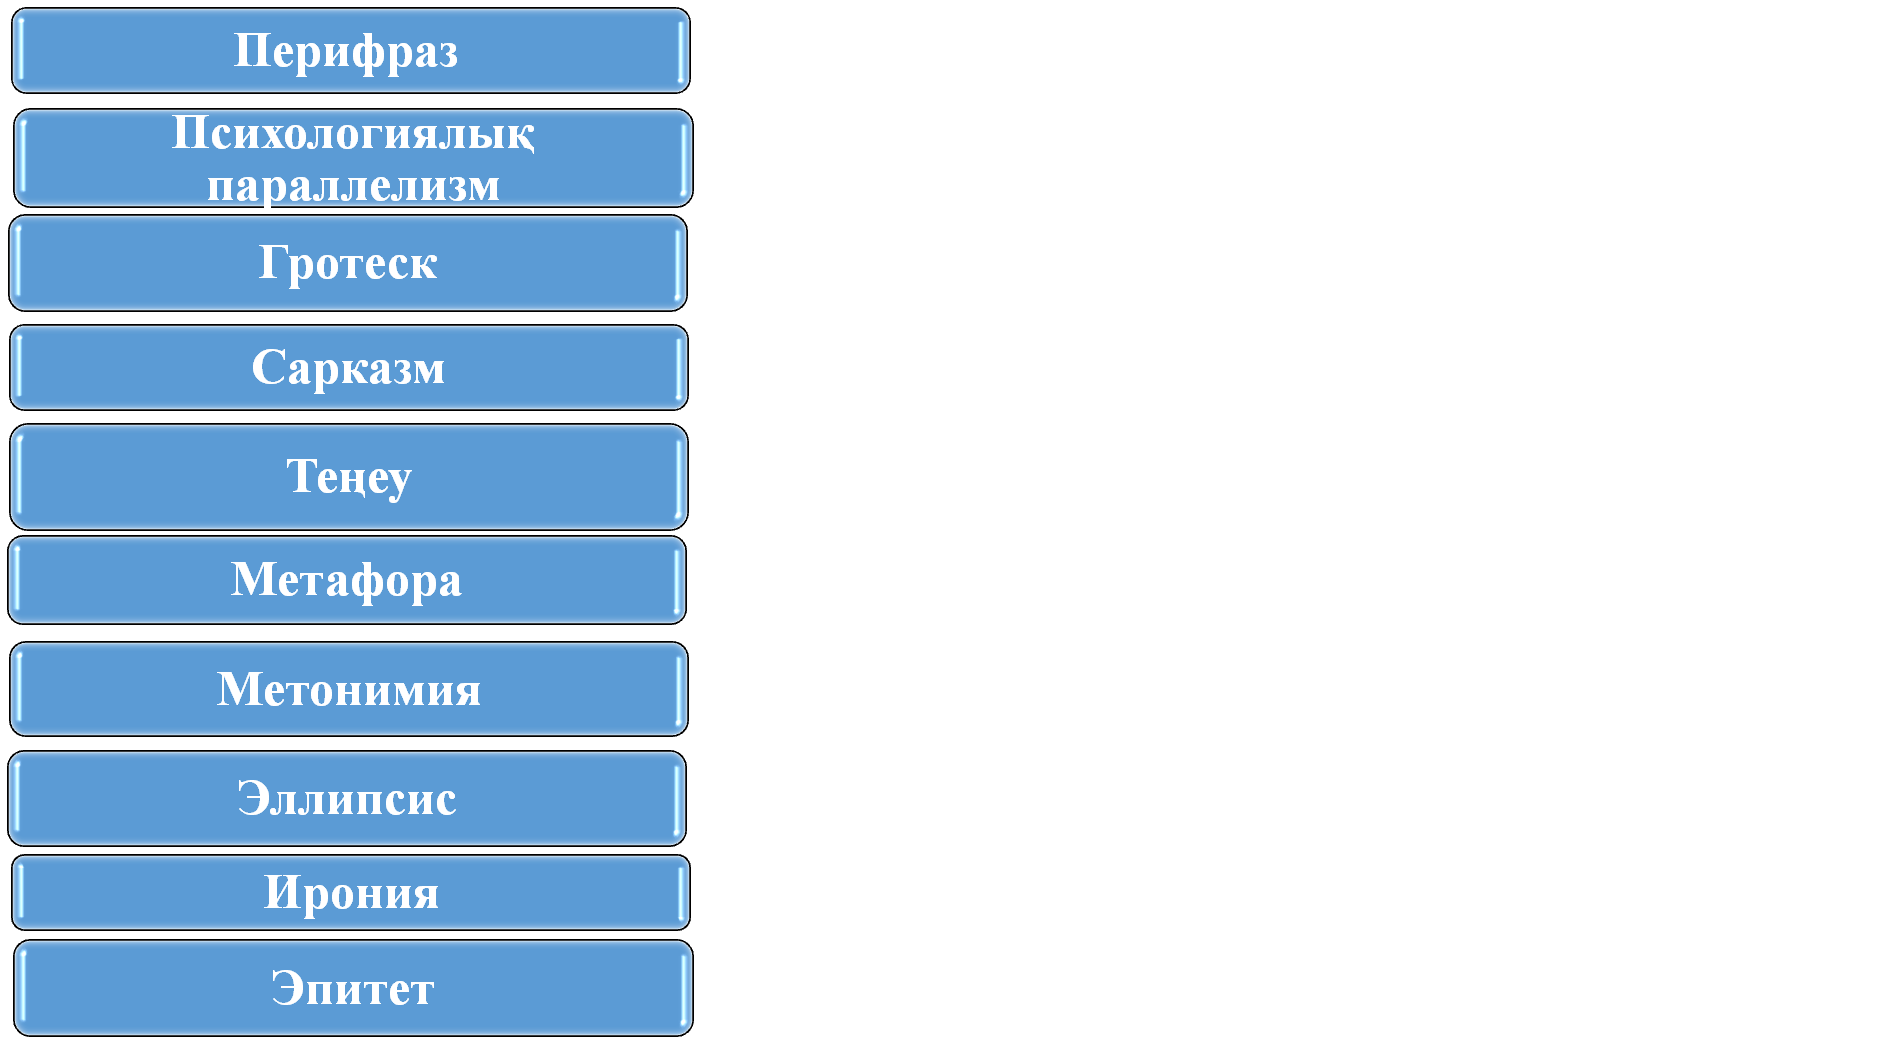 Перифраз
Психологиялық
параллелизм
Гротеск
Сарказм
Теңеу
Метафора
Метонимия
Эллипсис
Ирония
Эпитет